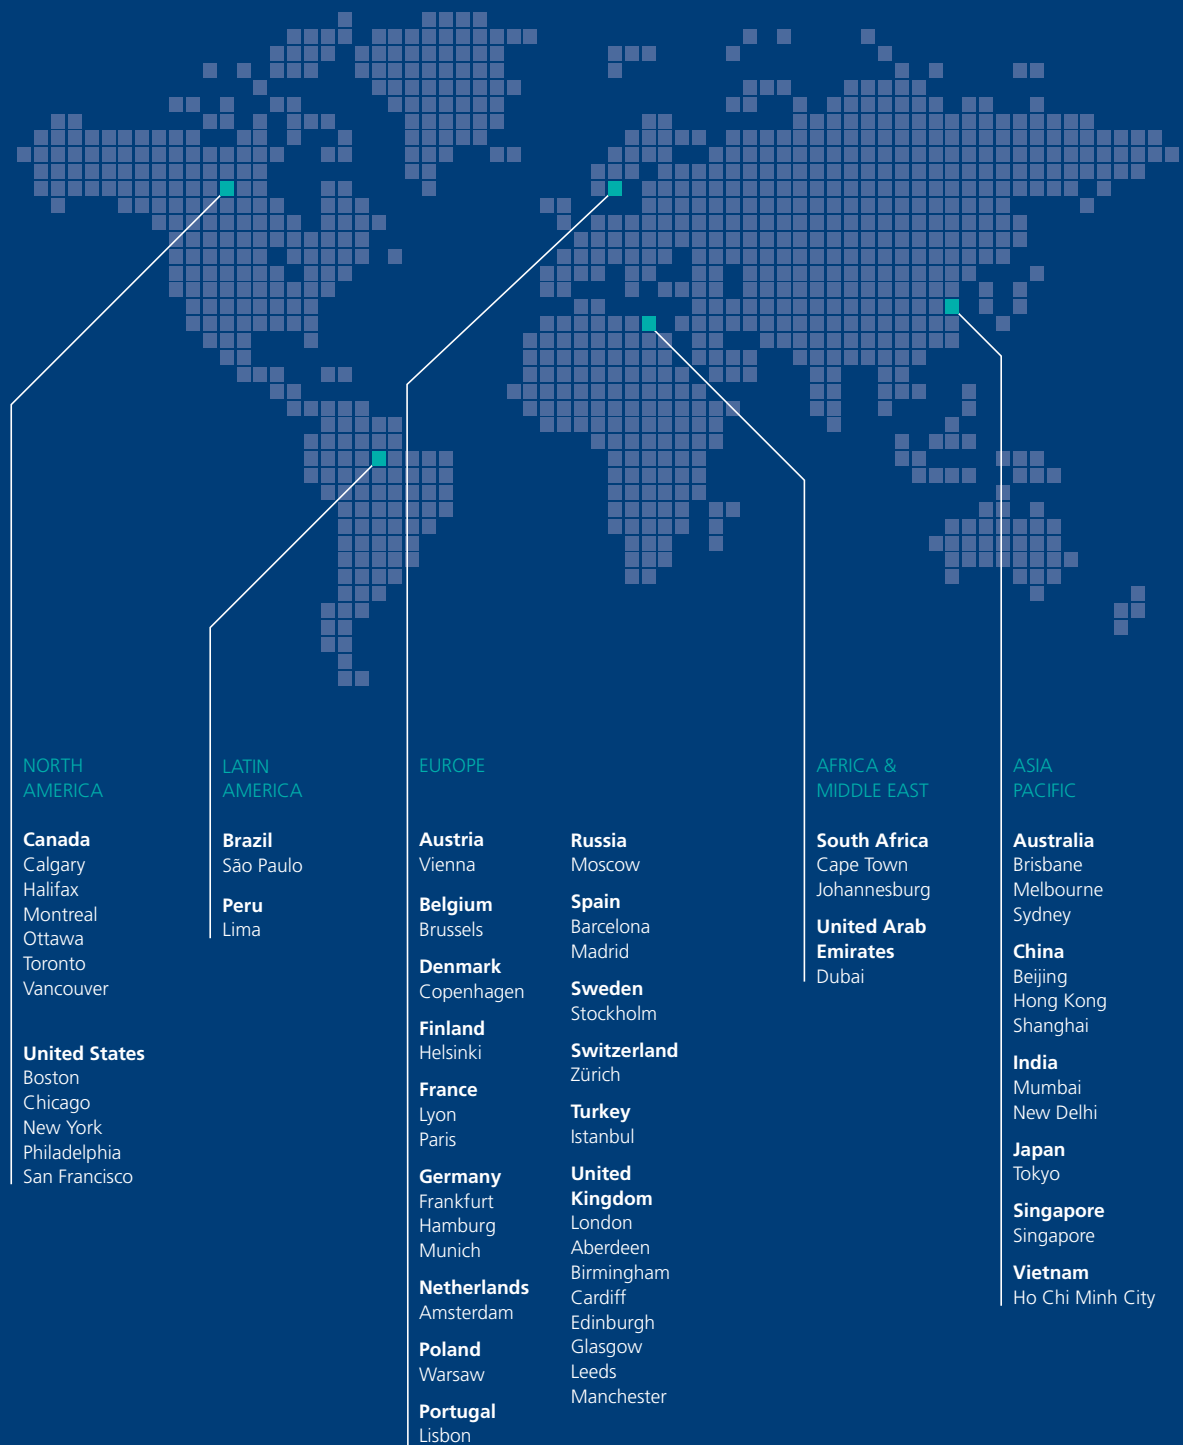 NORTH
AMERICA
Canada
Calgary
Halifax
Montreal
Ottawa
Toronto
Vancouver
United States
Boston
Chicago
New York
Philadelphia
San Francisco
LATIN
AMERICA
Brazil
São Paulo
Peru
Lima
EUROPE
Austria
Vienna
Belgium
Brussels
Denmark
Copenhagen
Finland
Helsinki
France
Lyon
Paris
Germany
Frankfurt
Hamburg
Munich
Netherlands
Amsterdam
Poland
Warsaw
Portugal
Lisbon
Russia
Moscow
Spain
Barcelona
Madrid
Sweden
Stockholm
Switzerland
Zürich
Turkey
Istanbul
United
Kingdom
London
Aberdeen
Birmingham
Cardiff
Edinburgh
Glasgow
Leeds
Manchester
AFRICA &
MIDDLE EAST
South Africa
Cape Town
Johannesburg
United Arab
Emirates
Dubai
ASIA
PACIFIC
Australia
Brisbane
Melbourne
Sydney
China
Beijing
Hong Kong
Shanghai
India
Mumbai
New Delhi
Japan
Tokyo
Singapore
Singapore
Vietnam
Ho Chi Minh City